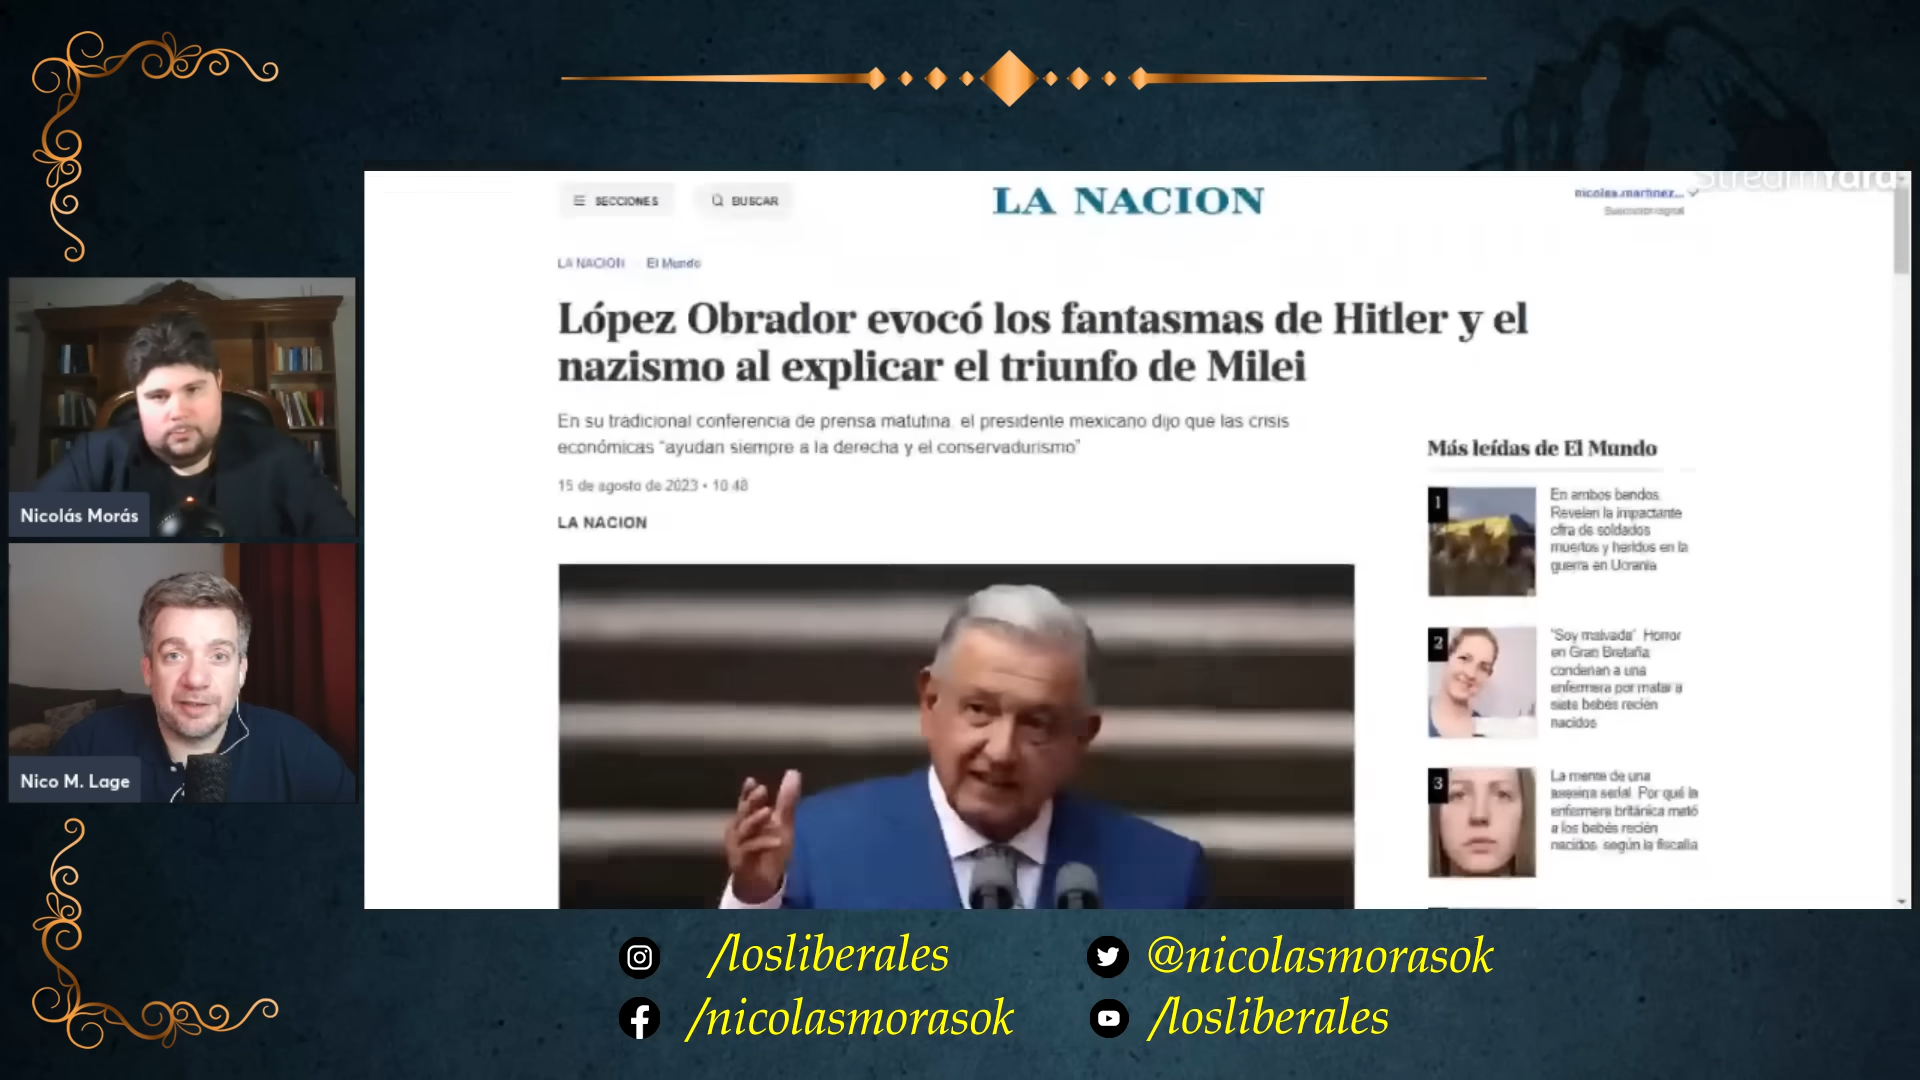 StreamYard
SECCIONES
BUSCAR
LA NACION
nicolas.martinez...
LA NACION
El Mundo
López Obrador evocó los fantasmas de Hitler y el
nazismo al explicar el triunfo de Milei
En su tradicional conferencia de prensa matutina, el presidente mexicano dijo que las crisis
económicas "ayudan siempre a la derecha y el conservadurismo"
15 de agosto de 2023 • 10:48
LA NACION
Más leídas de El Mundo
1
En ambos bandos.
Revelan la impactante
cifra de soldados
muertos y heridos en la
guerra en Ucrania
2
"Soy malvada". Horror
en Gran Bretaña:
condenan a una
enfermera por matar a
siete bebés recién
nacidos
3
La mente de una
asesina serial. Por qué la
enfermera británica mató
a los bebés recién
nacidos, según la fiscalía
Nicolás Morás
Nico M. Lage
/losliberales
@nicolasmorasok
/nicolasmorasok
/losliberales